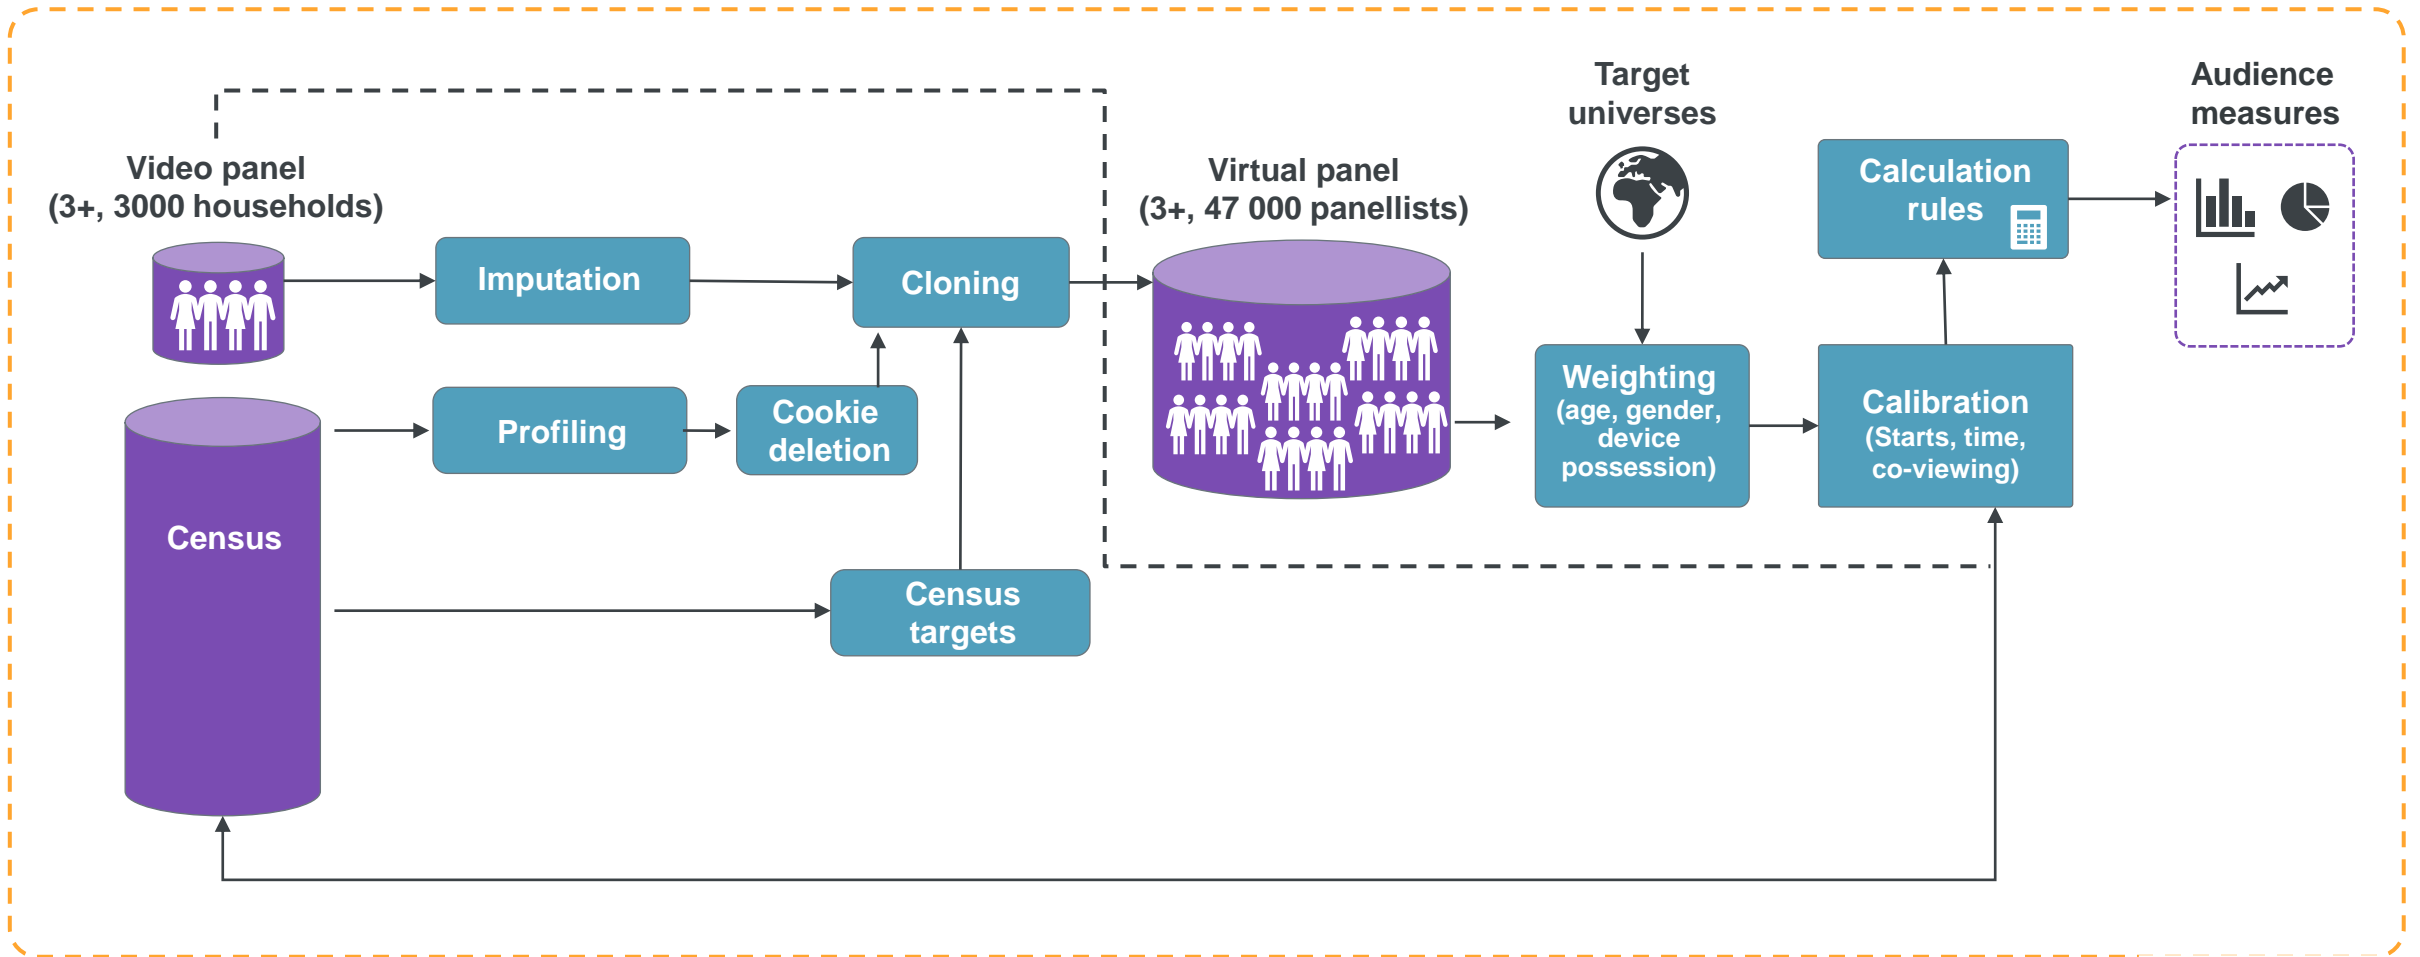 Video panel
(3+, 3000 households)
Imputation
Cloning
Profiling
Cookie
deletion
Census
Census
targets
Virtual panel
(3+, 47 000 panellists)
Target
universes
Weighting
(age, gender,
device
possession)
Calibration
(Starts, time,
co-viewing)
Calculation
rules
Audience
measures